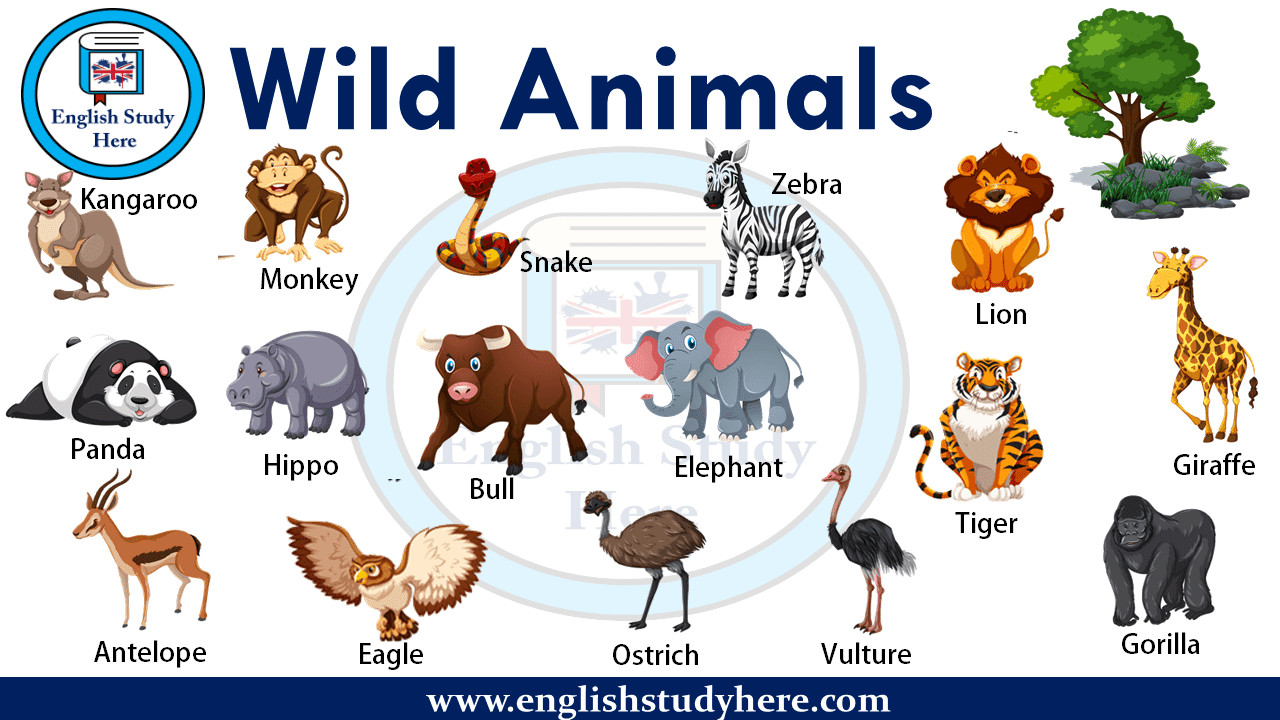 English Study
Here
Wild Animals
Kangaroo
Monkey
Snake
Zebra
Lion
Panda
Hippo
Bull
Elephant
Tiger
Giraffe
Antelope
Eagle
Ostrich
Vulture
Gorilla
English Study
Here
www.englishstudyhere.com